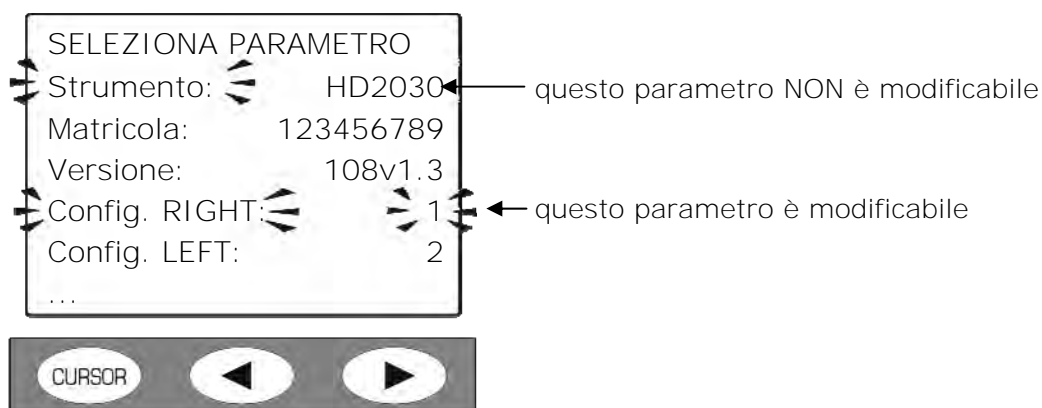 SELEZIONA PARAMETRO
Strumento: HD2030
questo parametro NON è modificabile
Matricola: 123456789
Versione: 108v1.3
Config. RIGHT: 1
questo parametro è modificabile
Config. LEFT: 2
...
CURSOR